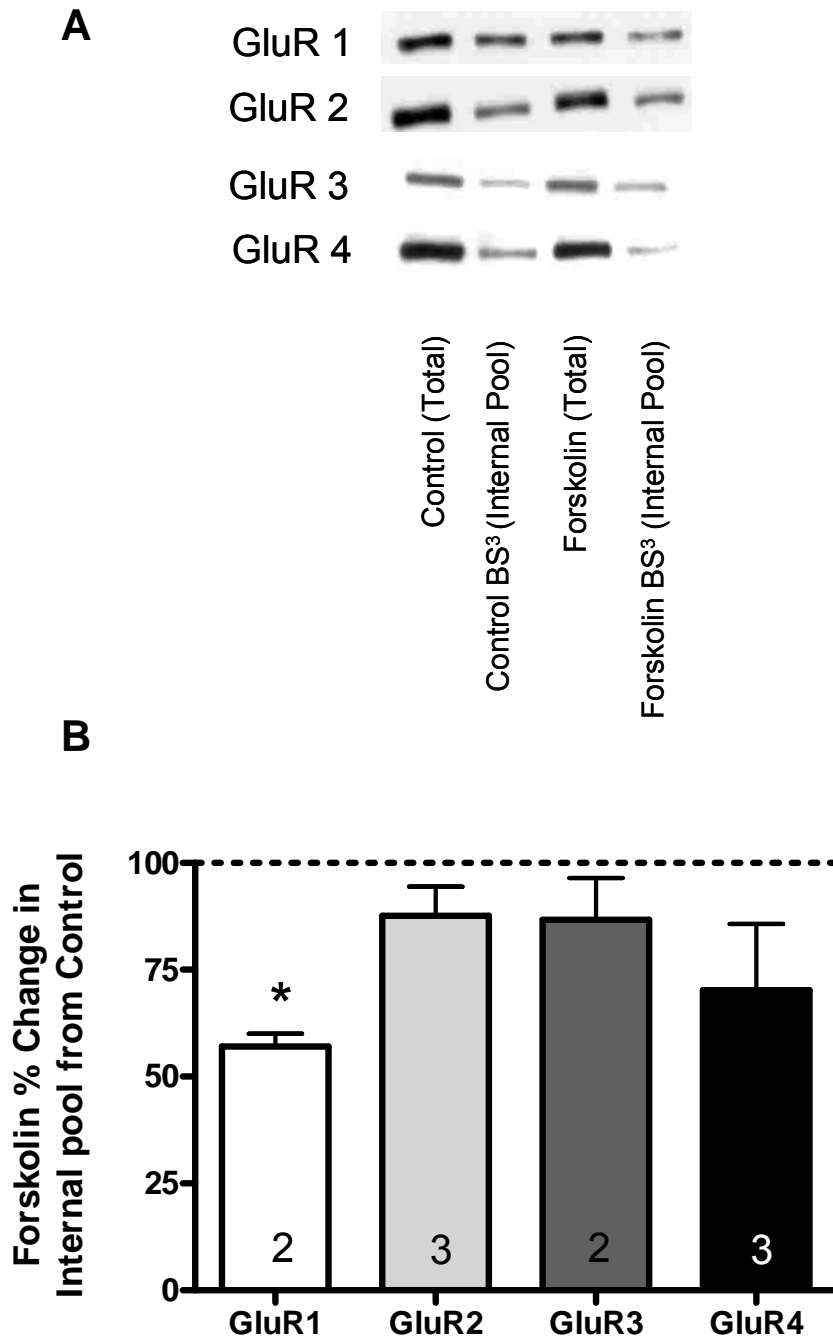 A
GluR 1
GluR 2
GluR 3
GluR 4
Control (Total)
Control BS³ (Internal Pool)
Forskolin (Total)
Forskolin BS³ (Internal Pool)
B
Forskolin % Change in
Internal pool from Control
100
75
50
25
0
*
2
3
2
3
GluR1
GluR2
GluR3
GluR4